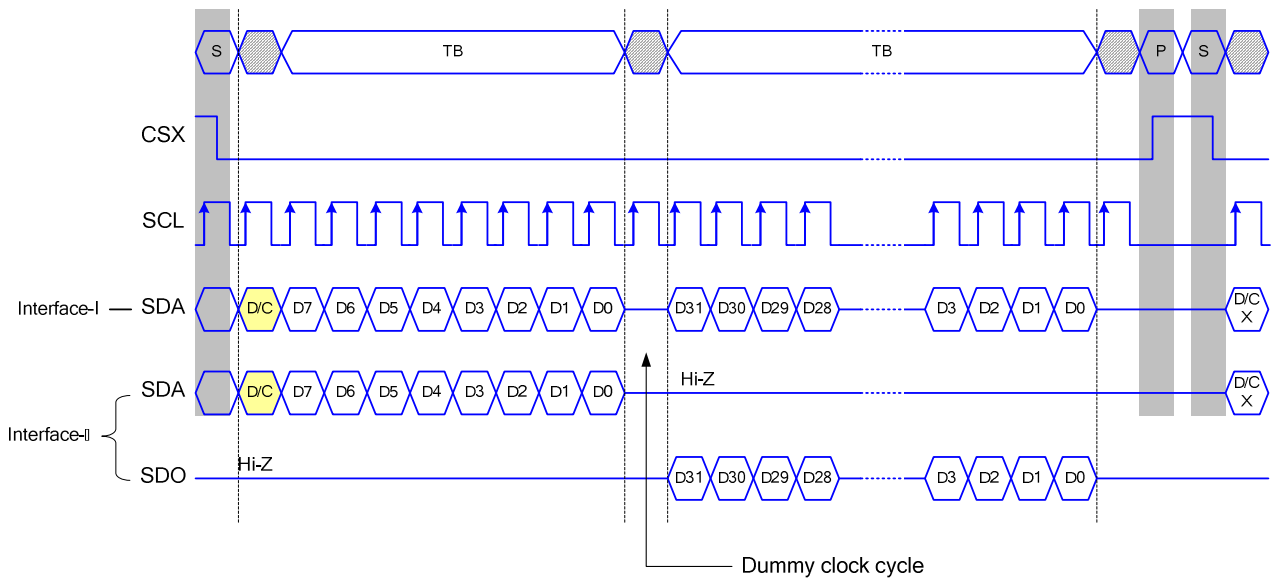 S TB TB P S
CSX
SCL
Interface-I SDA D/C D7 D6 D5 D4 D3 D2 D1 D0 D31 D30 D29 D28 D3 D2 D1 D0 D/C
X
SDA D/C D7 D6 D5 D4 D3 D2 D1 D0 Hi-Z D/C
X
Interface-▯
SDO Hi-Z D31 D30 D29 D28 D3 D2 D1 D0
Dummy clock cycle